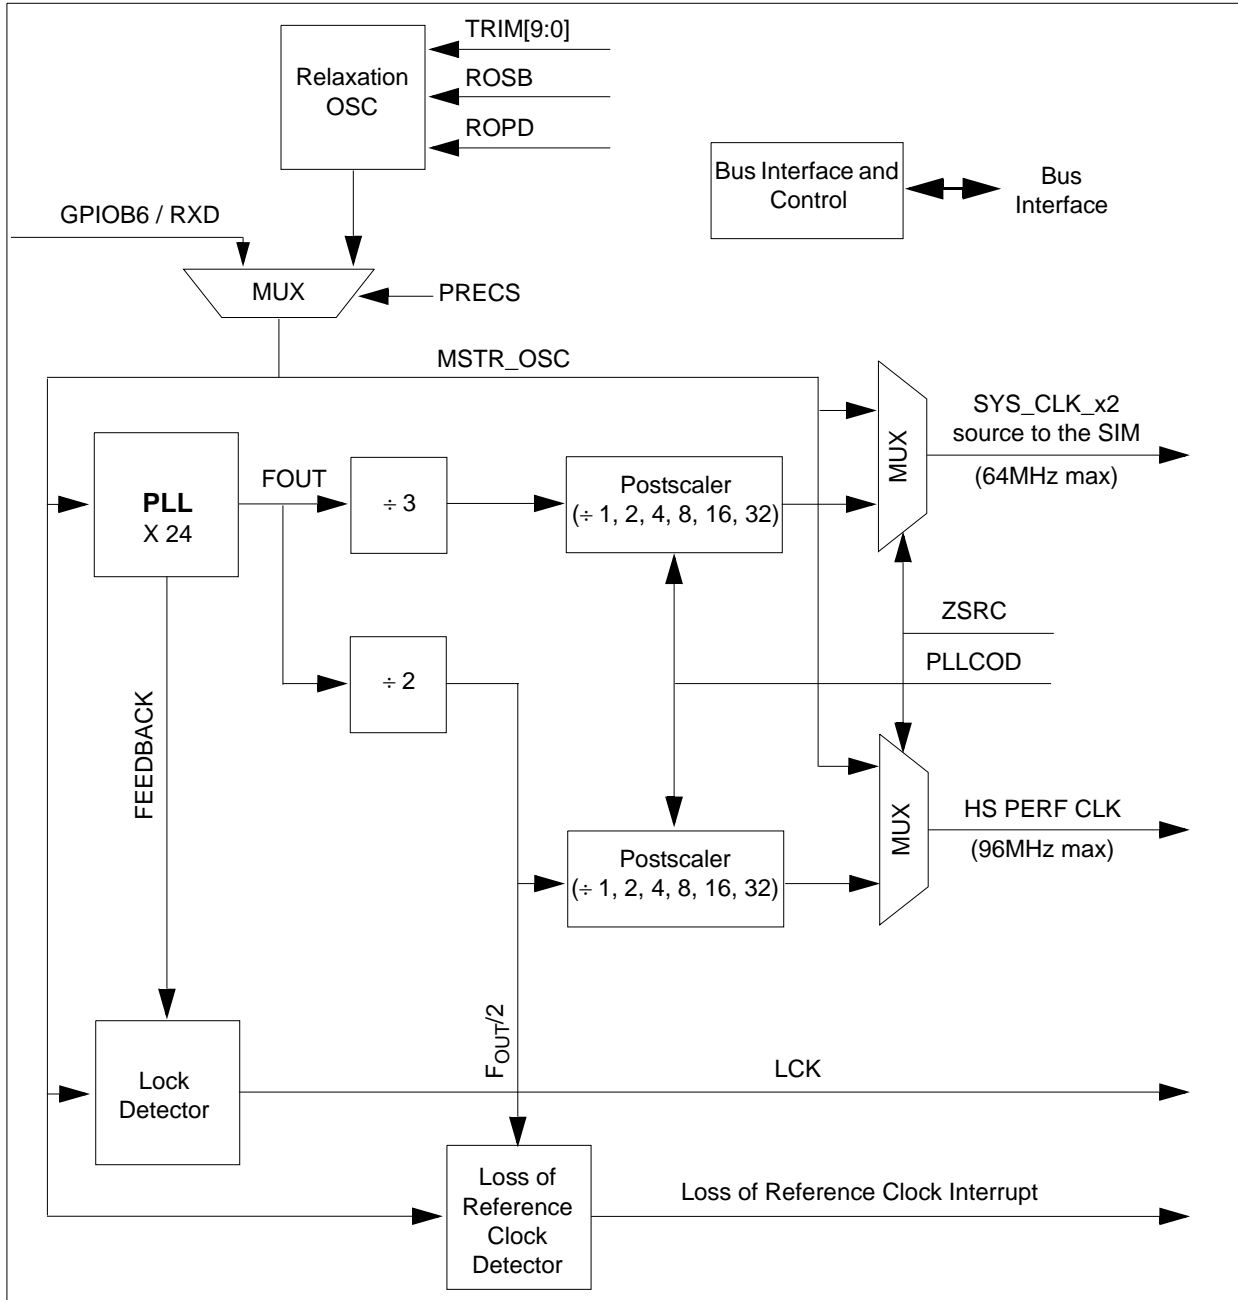 TRIM[9:0]
Relaxation
OSC
ROSB
ROPD
Bus Interface and
Control
Bus
Interface
GPIOB6 / RXD
MUX
PRECS
MSTR_OSC
SYS_CLK_x2
source to the SIM
(64MHz max)
MUX
PLL
X 24
FOUT
÷ 3
Postscaler
(÷ 1, 2, 4, 8, 16, 32)
ZSRC
PLLCOD
÷ 2
FEEDBACK
HS PERF CLK
(96MHz max)
MUX
Postscaler
(÷ 1, 2, 4, 8, 16, 32)
FOUT/2
Lock
Detector
LCK
Loss of
Reference
Clock
Detector
Loss of Reference Clock Interrupt